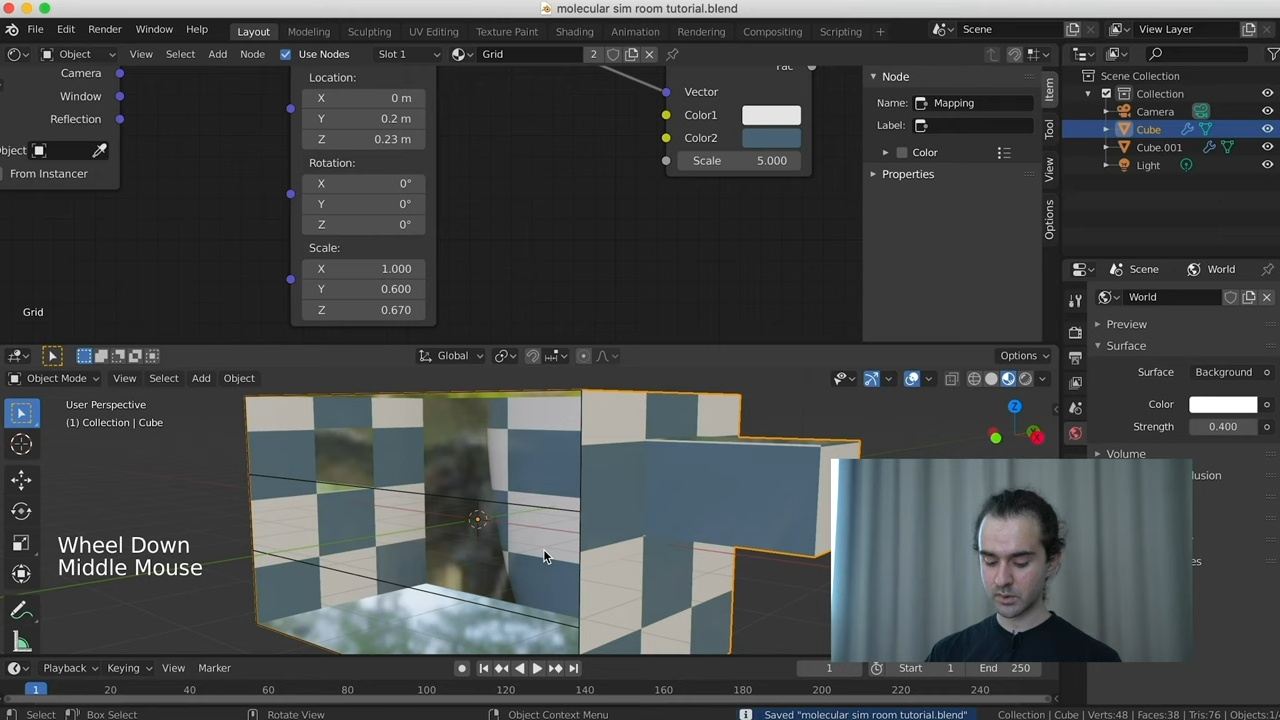 molecular sim room tutorial.blend
File Edit Render Window Help Layout Modeling Sculpting UV Editing Texture Paint Shading Animation Compositing Scripting + Scene View Layer
Object View Select Add Node Use Nodes Slot 1 Grid 2
Camera
Window
Reflection
Object
From Instancer
Location:
X 0 m
Y 0.2 m
Z 0.23 m
Rotation:
X 0°
Y 0°
Z 0°
Scale:
X 1.000
Y 0.600
Z 0.670
Fac
Vector
Color1
Color2
Scale 5.000
Grid
Node
Name: Mapping
Label:
Color
Properties
Item
Tool
View
Options
Scene Collection
Collection
Camera
Cube
Cube.001
Light
Scene World
World
Preview
Surface
Surface Background
Color
Strength 0.400
Volume
Global Options
Object Mode View Select Add Object
User Perspective
(1) Collection | Cube
Z
Wheel Down
Middle Mouse
Playback Keying View Marker 1 Start 1 End 250
1 20 40 60 80 100 120 140 160 180 200 220 240
Select Box Select Rotate View Object Context Menu Saved "molecular sim room tutorial.blend" Collection | Cube | Verts:48 | Faces:38 | Tris:76 | Objects:1/